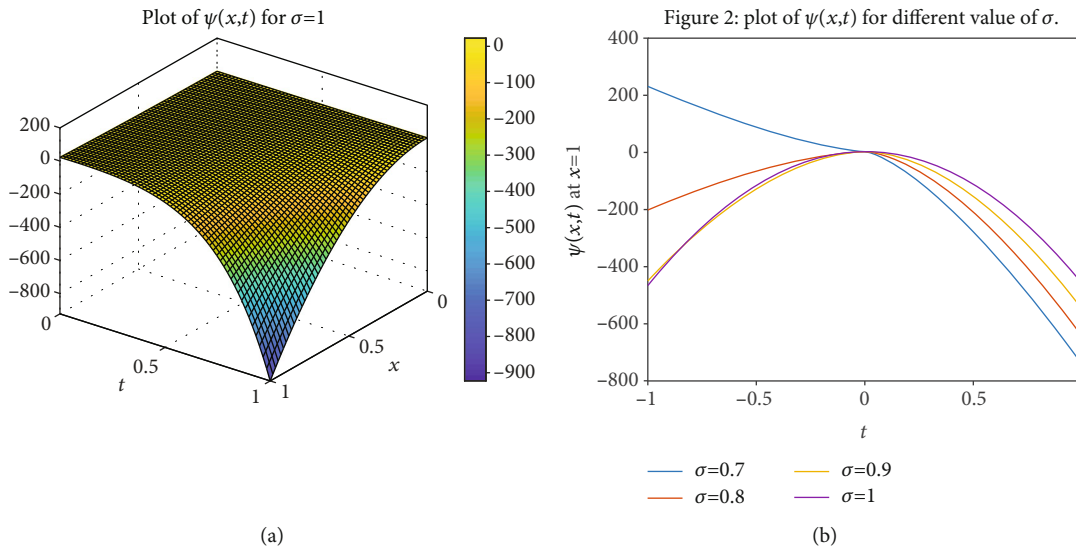 Plot of ψ(x,t) for σ=1
200
0
−200
−400
−600
−800
0
0.5
1
t
1
0.5
0
x
0
−100
−200
−300
−400
−500
−600
−700
−800
−900
(a)
Figure 2: plot of ψ(x,t) for different value of σ.
400
200
0
−200
−400
−600
−800
ψ(x,t) at x=1
−1
−0.5
0
0.5
t
σ=0.7
σ=0.9
σ=0.8
σ=1
(b)